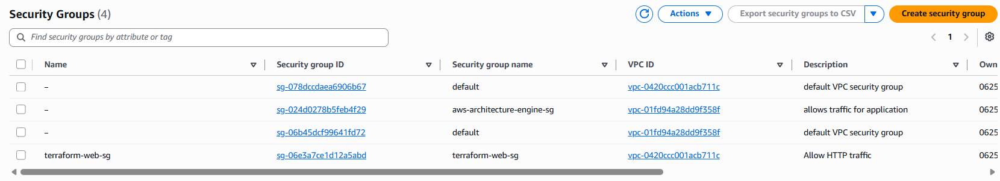 Security Groups (4) Actions Export security groups to CSV Create security group
Find security groups by attribute or tag 1
Name Security group ID Security group name VPC ID Description Own
– sg-078dccdaea6906b67 default vpc-0420ccc001acb711c default VPC security group 0625
– sg-024d0278b5feb4f29 aws-architecture-engine-sg vpc-01fd94a28dd9f358f allows traffic for application 0625
– sg-06b45dcf99641fd72 default vpc-01fd94a28dd9f358f default VPC security group 0625
terraform-web-sg sg-06e3a7ce1d12a5abd terraform-web-sg vpc-0420ccc001acb711c Allow HTTP traffic 0625